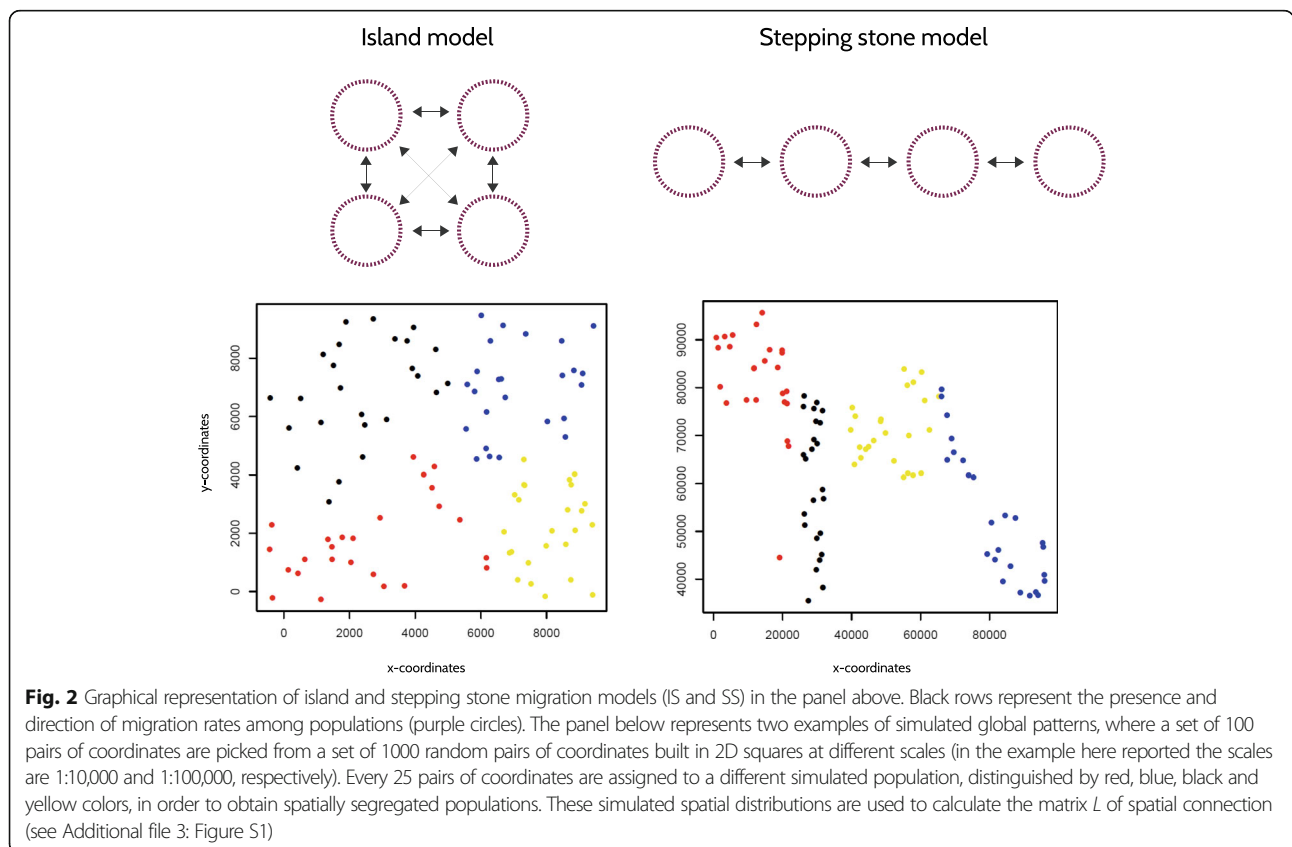 Island model
Stepping stone model
y-coordinates
8000
6000
4000
2000
0
0 2000 4000 6000 8000
x-coordinates
90000
80000
70000
60000
50000
40000
0 20000 40000 60000 80000
x-coordinates
Fig. 2 Graphical representation of island and stepping stone migration models (IS and SS) in the panel above. Black rows represent the presence and
direction of migration rates among populations (purple circles). The panel below represents two examples of simulated global patterns, where a set of 100
pairs of coordinates are picked from a set of 1000 random pairs of coordinates built in 2D squares at different scales (in the example here reported the scales
are 1:10,000 and 1:100,000, respectively). Every 25 pairs of coordinates are assigned to a different simulated population, distinguished by red, blue, black and
yellow colors, in order to obtain spatially segregated populations. These simulated spatial distributions are used to calculate the matrix L of spatial connection
(see Additional file 3: Figure S1)